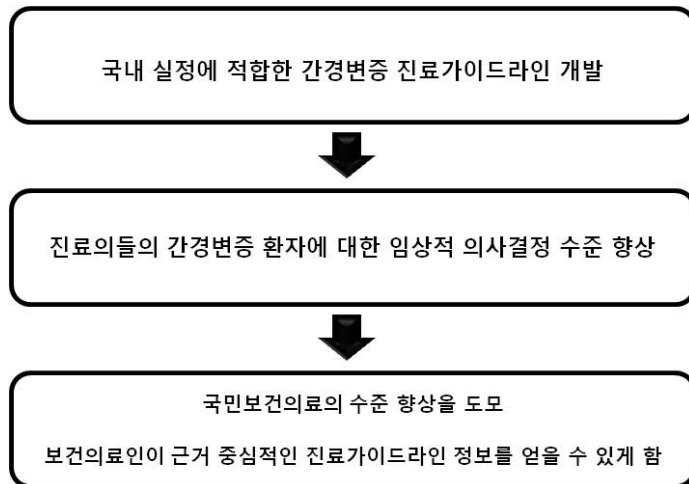 국내 실정에 적합한 간경변증 진료가이드라인 개발
진료의들의 간경변증 환자에 대한 임상적 의사결정 수준 향상
국민보건의료의 수준 향상을 도모
보건의료인이 근거 중심적인 진료가이드라인 정보를 얻을 수 있게 함